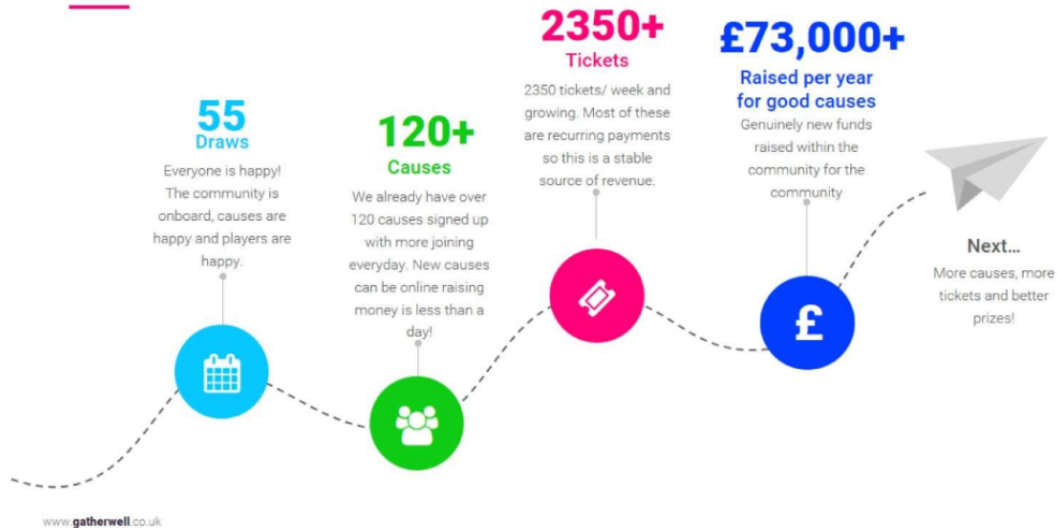 55
Draws
Everyone is happy!
The community is
onboard, causes are
happy and players are
happy.
120+
Causes
We already have over
120 causes signed up
with more joining
everyday. New causes
can be online raising
money is less than a
day!
2350+
Tickets
2350 tickets/ week and
growing. Most of these
are recurring payments
so this is a stable
source of revenue.
£73,000+
Raised per year
for good causes
Genuinely new funds
raised within the
community for the
community
£
Next...
More causes, more
tickets and better
prizes!
www.gatherwell.co.uk